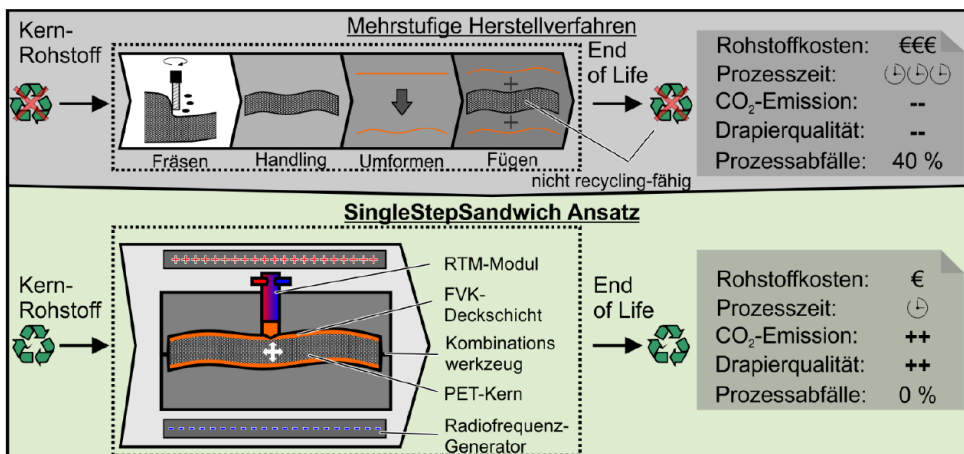 Mehrstufige Herstellverfahren
Kern-
Rohstoff
Fräsen
Handling
Umformen
Fügen
End
of Life
nicht recycling-fähig
Rohstoffkosten: €€€
Prozesszeit:
CO₂-Emission: --
Drapierqualität: --
Prozessabfälle: 40 %
SingleStepSandwich Ansatz
Kern-
Rohstoff
RTM-Modul
FVK-
Deckschicht
Kombinations
werkzeug
PET-Kern
Radiofrequenz-
Generator
End
of Life
Rohstoffkosten: €
Prozesszeit:
CO₂-Emission: ++
Drapierqualität: ++
Prozessabfälle: 0 %